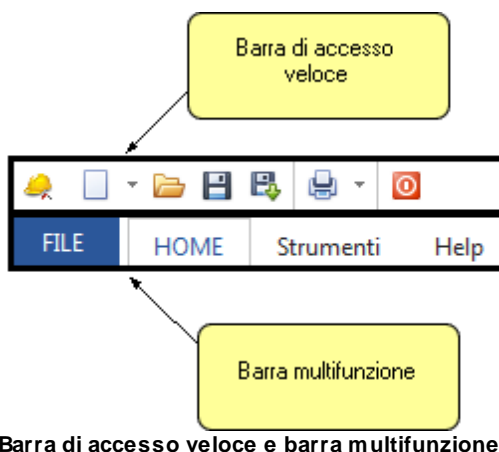 Barra di accesso
veloce
FILE HOME Strumenti Help
Barra multifunzione
Barra di accesso veloce e barra multifunzione